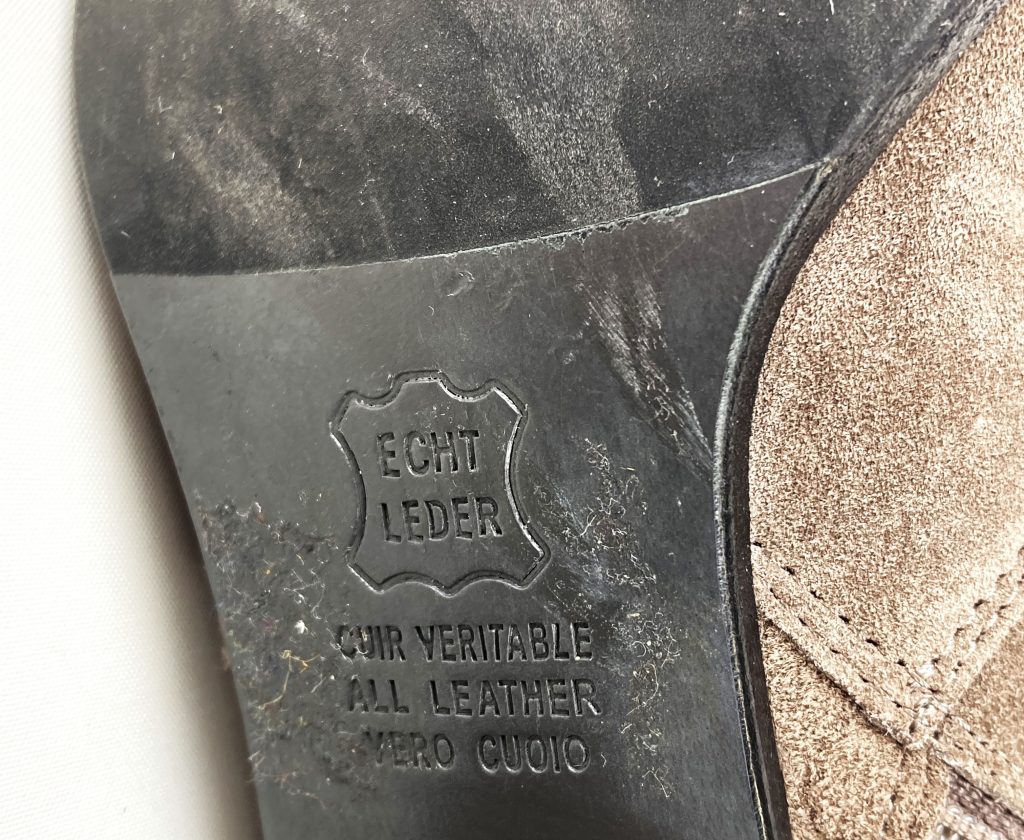 ECHT
LEDER
CUIR VERITABLE
ALL LEATHER
VERO CUOIO